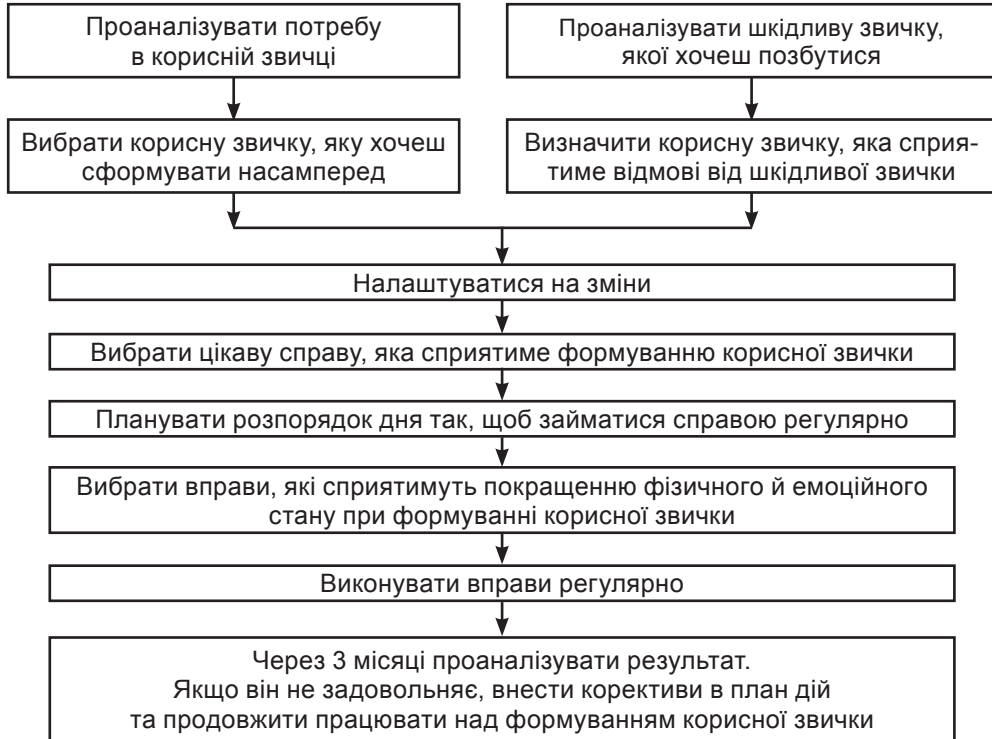 Проаналізувати потребу
в корисній звичці
Проаналізувати шкідливу звичку,
якої хочеш позбутися
Вибрати корисну звичку, яку хочеш
сформувати насамперед
Визначити корисну звичку, яка сприя-
тиме відмові від шкідливої звички
Налаштуватися на зміни
Вибрати цікаву справу, яка сприятиме формуванню корисної звички
Планувати розпорядок дня так, щоб займатися справою регулярно
Вибрати вправи, які сприятимуть покращенню фізичного й емоційного
стану при формуванні корисної звички
Виконувати вправи регулярно
Через 3 місяці проаналізувати результат.
Якщо він не задовольняє, внести корективи в план дій
та продовжити працювати над формуванням корисної звички